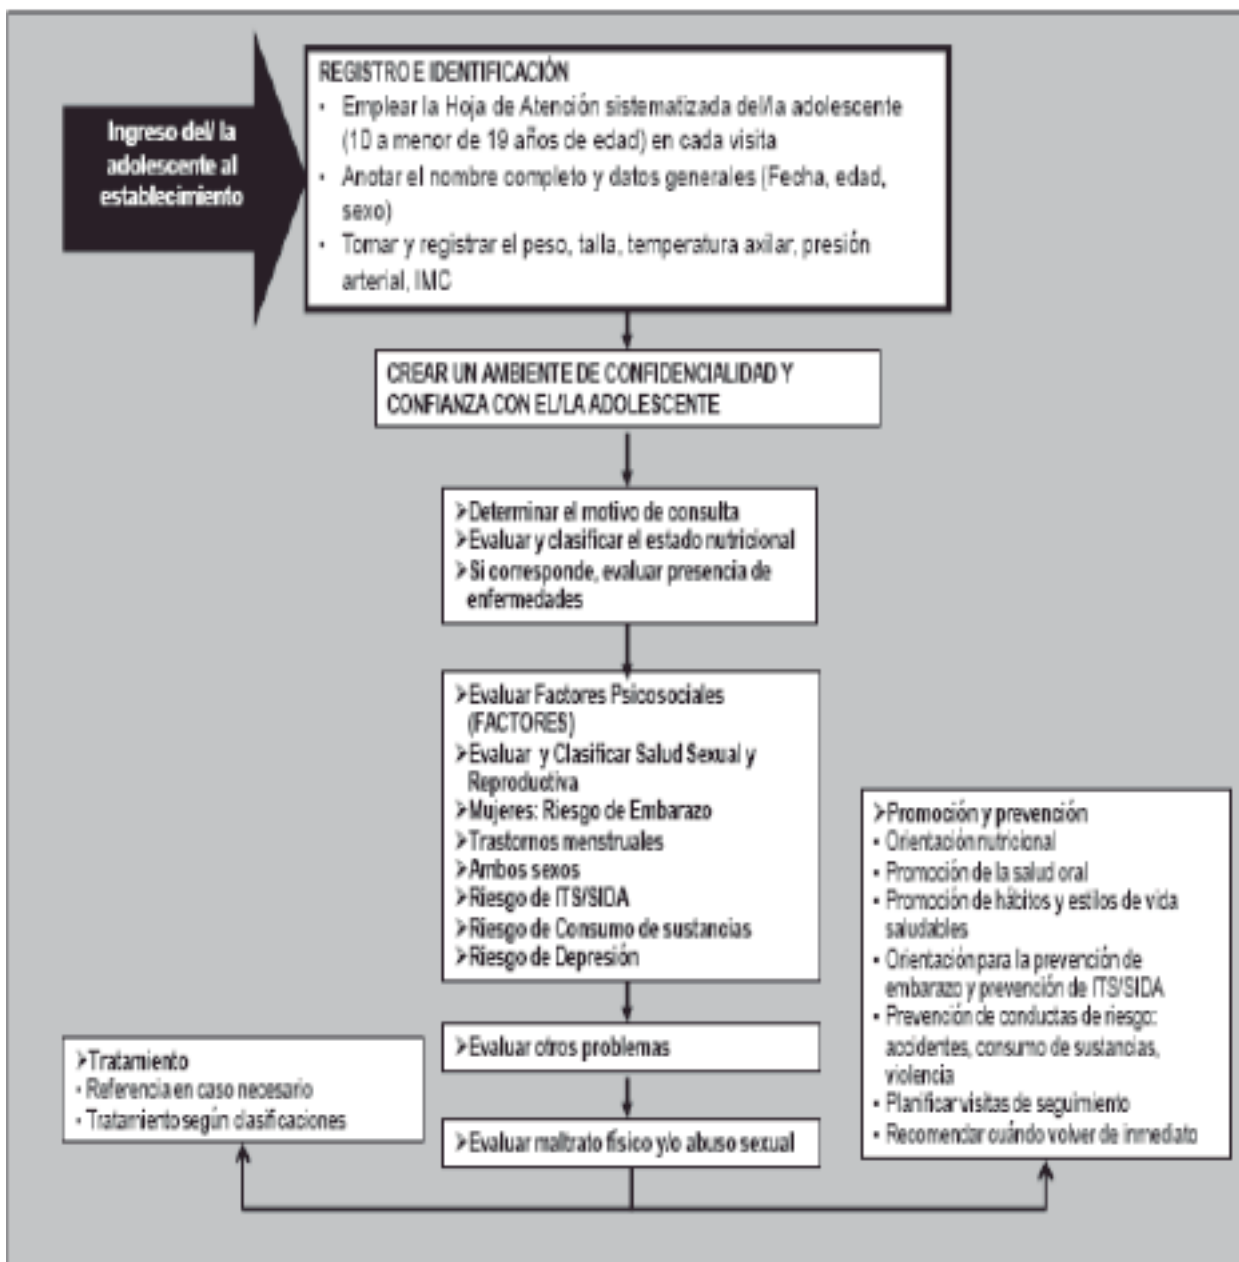 Ingreso del/ la
adolescente al
establecimiento
REGISTRO E IDENTIFICACIÓN
• Emplear la Hoja de Atención sistematizada del/la adolescente
(10 a menor de 19 años de edad) en cada visita
• Anotar el nombre completo y datos generales (Fecha, edad,
sexo)
• Tomar y registrar el peso, talla, temperatura axilar, presión
arterial, IMC
CREAR UN AMBIENTE DE CONFIDENCIALIDAD Y
CONFIANZA CON EL/LA ADOLESCENTE
➢Determinar el motivo de consulta
➢Evaluar y clasificar el estado nutricional
➢Si corresponde, evaluar presencia de
enfermedades
➢Evaluar Factores Psicosociales
(FACTORES)
➢Evaluar y Clasificar Salud Sexual y
Reproductiva
➢Mujeres: Riesgo de Embarazo
➢Trastornos menstruales
➢Ambos sexos
➢Riesgo de ITS/SIDA
➢Riesgo de Consumo de sustancias
➢Riesgo de Depresión
➢Evaluar otros problemas
➢Evaluar maltrato físico y/o abuso sexual
➢Tratamiento
• Referencia en caso necesario
• Tratamiento según clasificaciones
➢Promoción y prevención
• Orientación nutricional
• Promoción de la salud oral
• Promoción de hábitos y estilos de vida
saludables
• Orientación para la prevención de
embarazo y prevención de ITS/SIDA
• Prevención de conductas de riesgo:
accidentes, consumo de sustancias,
violencia
• Planificar visitas de seguimiento
• Recomendar cuándo volver de inmediato